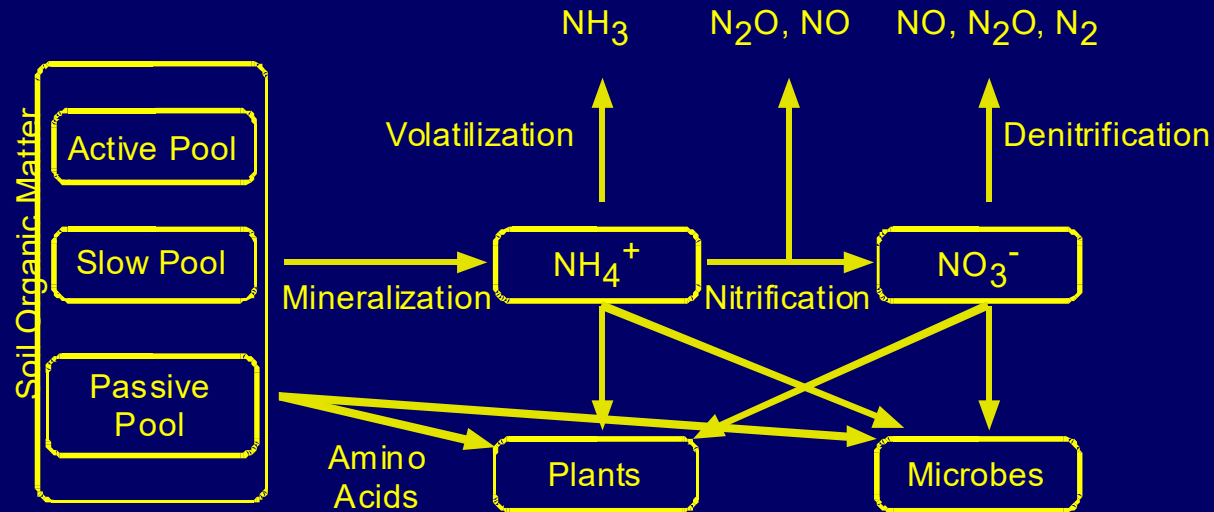 NH₃
N₂O, NO
NO, N₂O, N₂
Soil Organic Matter
Active Pool
Volatilization
Denitrification
Slow Pool
NH₄⁺
NO₃⁻
Mineralization
Nitrification
Passive
Pool
Amino
Acids
Plants
Microbes